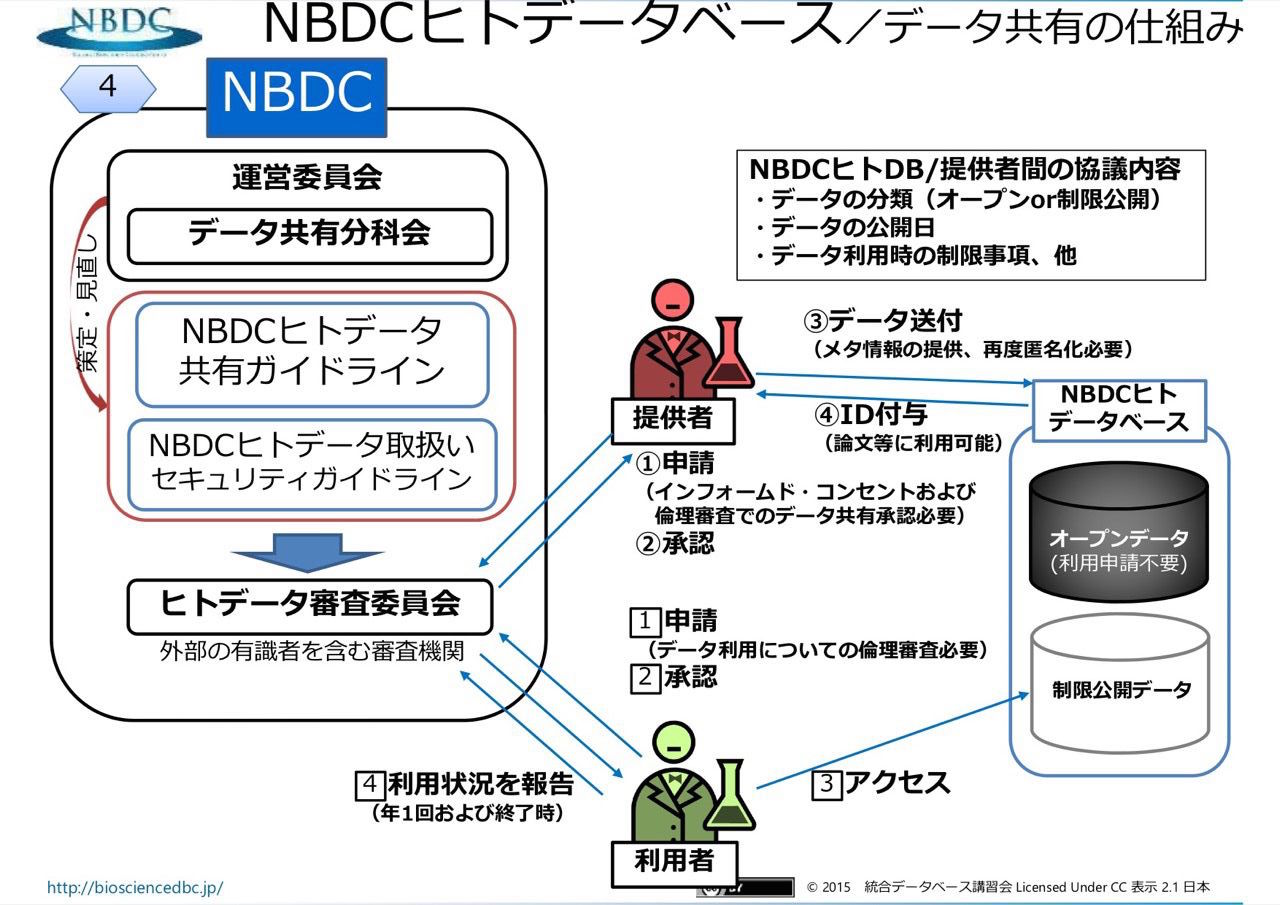 NBDC
NBDCヒトデータベース／データ共有の仕組み
4
NBDC
運営委員会
データ共有分科会
策定・見直し
NBDCヒトデータ
共有ガイドライン
NBDCヒトデータ取扱い
セキュリティガイドライン
ヒトデータ審査委員会
外部の有識者を含む審査機関
NBDCヒトDB/提供者間の協議内容
・データの分類（オープンor制限公開）
・データの公開日
・データ利用時の制限事項、他
③データ送付
（メタ情報の提供、再度匿名化必要）
提供者
④ID付与
（論文等に利用可能）
NBDCヒト
データベース
①申請
（インフォームド・コンセントおよび
倫理審査でのデータ共有承認必要）
②承認
オープンデータ
(利用申請不要)
1 申請
（データ利用についての倫理審査必要）
2 承認
制限公開データ
4 利用状況を報告
（年1回および終了時）
3 アクセス
利用者
http://biosciencedbc.jp/
© 2015 統合データベース講習会 Licensed Under CC 表示 2.1 日本